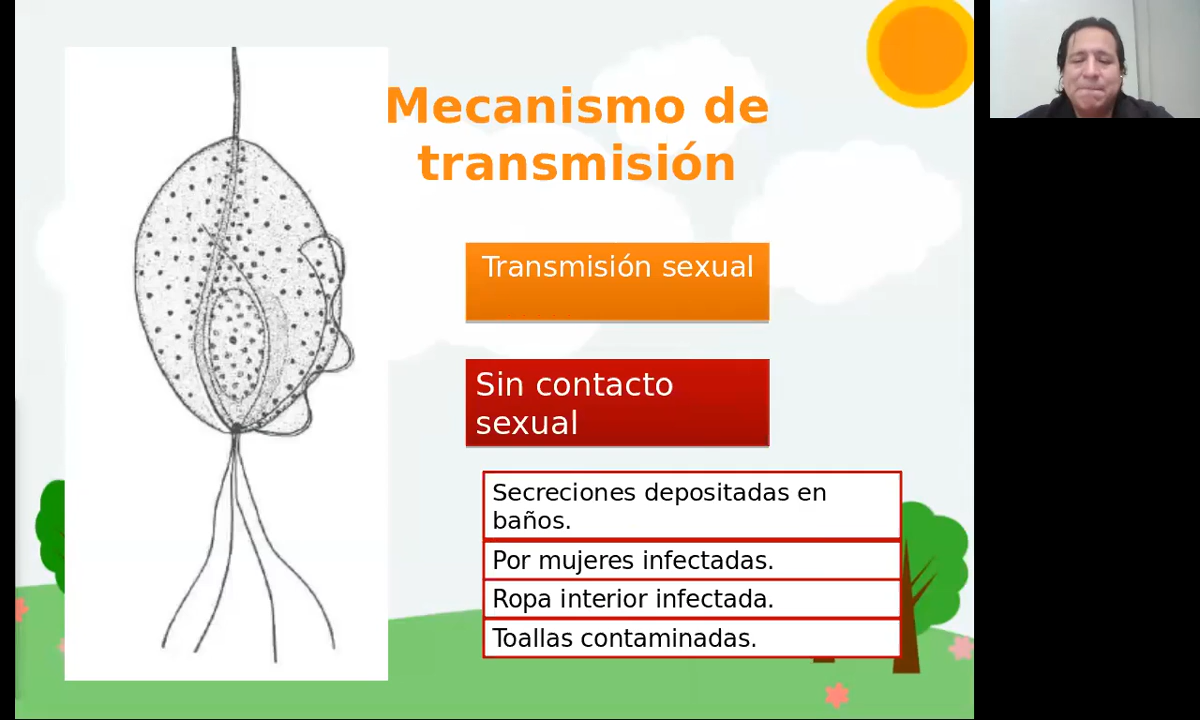 Mecanismo de
transmisión
Transmisión sexual
Sin contacto
sexual
Secreciones depositadas en
baños.
Por mujeres infectadas.
Ropa interior infectada.
Toallas contaminadas.